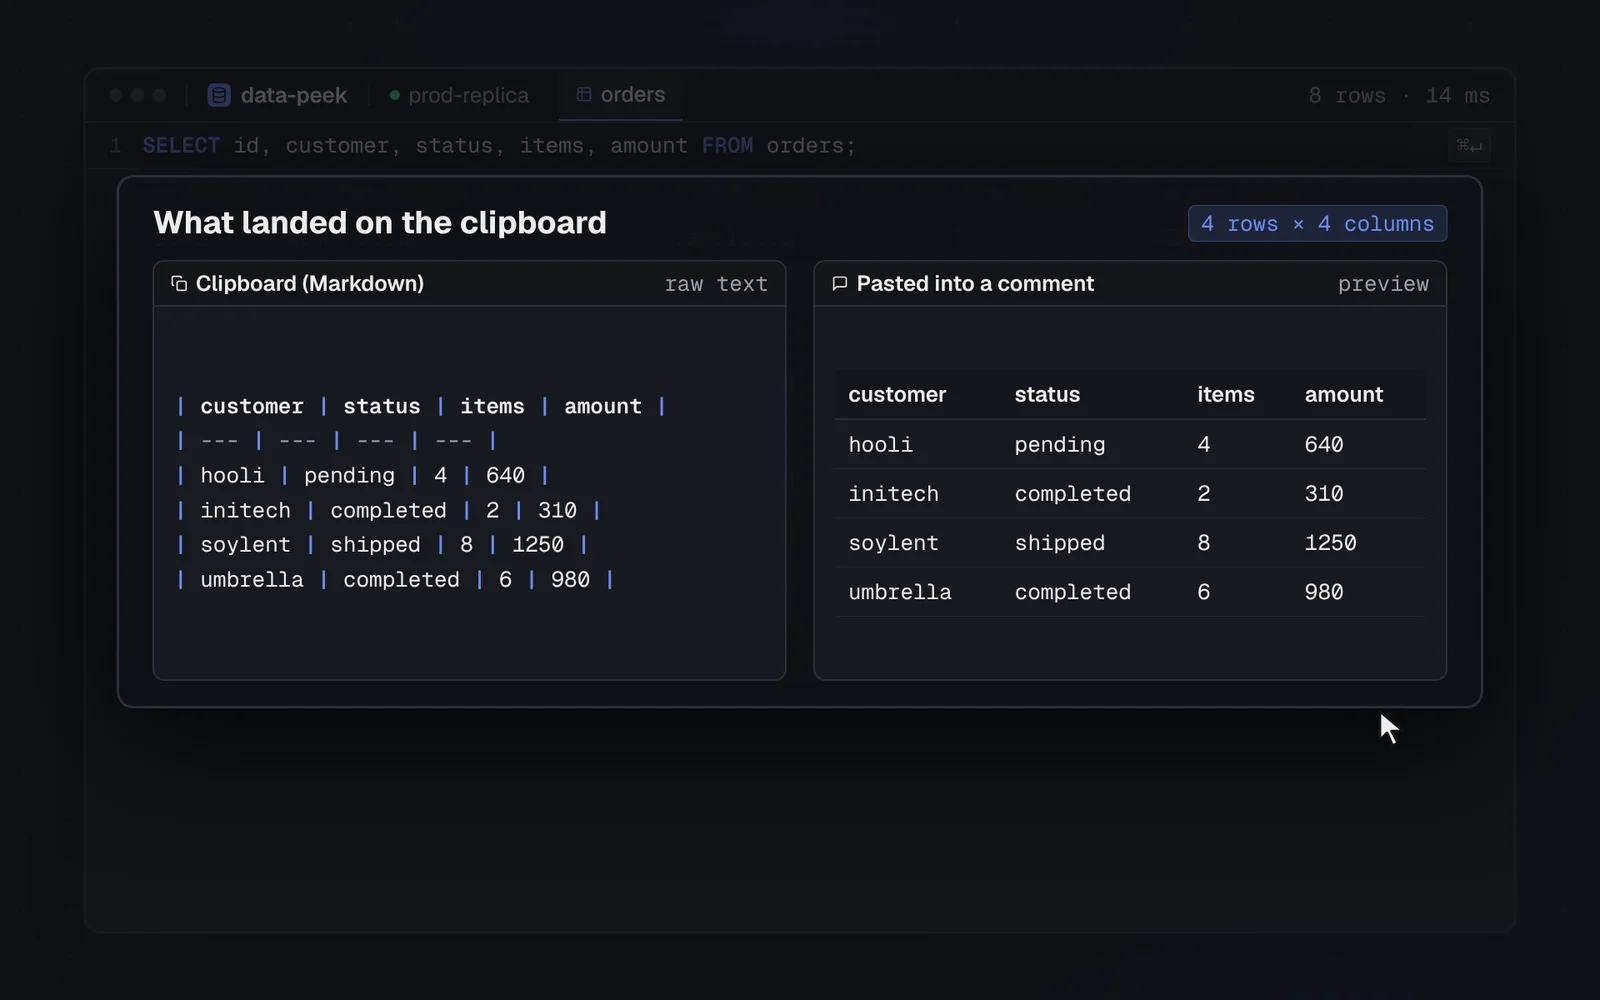 data-peek prod-replica orders 8 rows · 14 ms
1 SELECT id, customer, status, items, amount FROM orders; ⌘↵
What landed on the clipboard 4 rows × 4 columns
Clipboard (Markdown) raw text
| customer | status | items | amount |
| --- | --- | --- | --- |
| hooli | pending | 4 | 640 |
| initech | completed | 2 | 310 |
| soylent | shipped | 8 | 1250 |
| umbrella | completed | 6 | 980 |
Pasted into a comment preview
customer status items amount
hooli pending 4 640
initech completed 2 310
soylent shipped 8 1250
umbrella completed 6 980